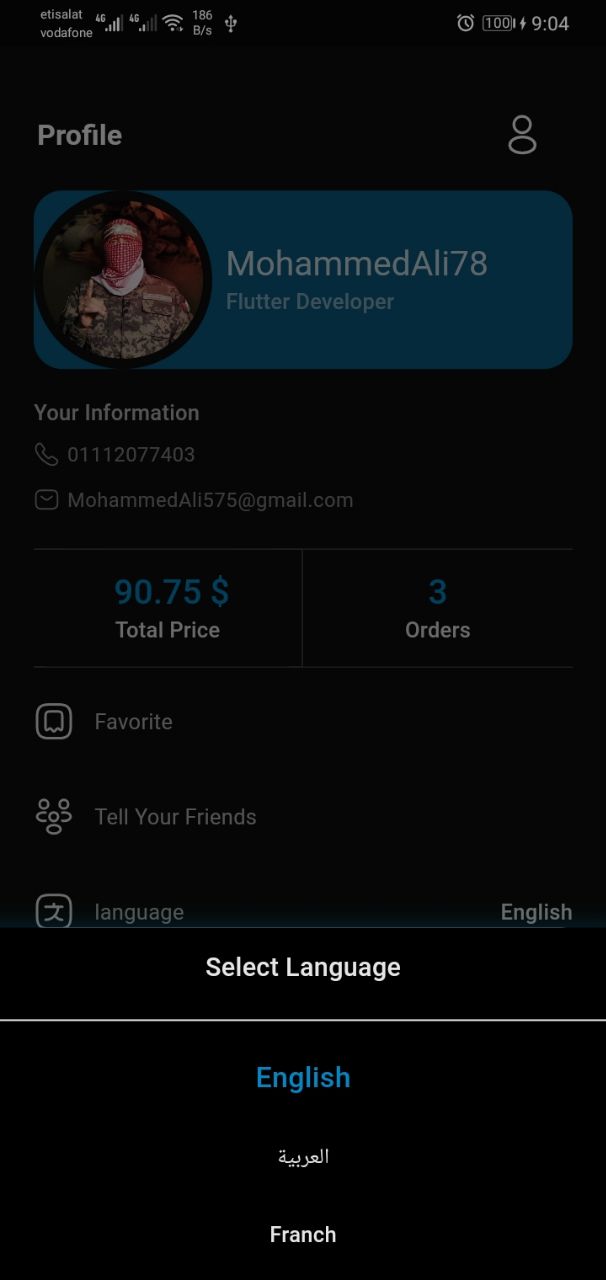 etisalat
vodafone
4G 4G 186 B/s 100 9:04
Profile
MohammedAli78
Flutter Developer
Your Information
01112077403
MohammedAli575@gmail.com
90.75 $
Total Price
3
Orders
Favorite
Tell Your Friends
language English
Select Language
English
العربية
Franch